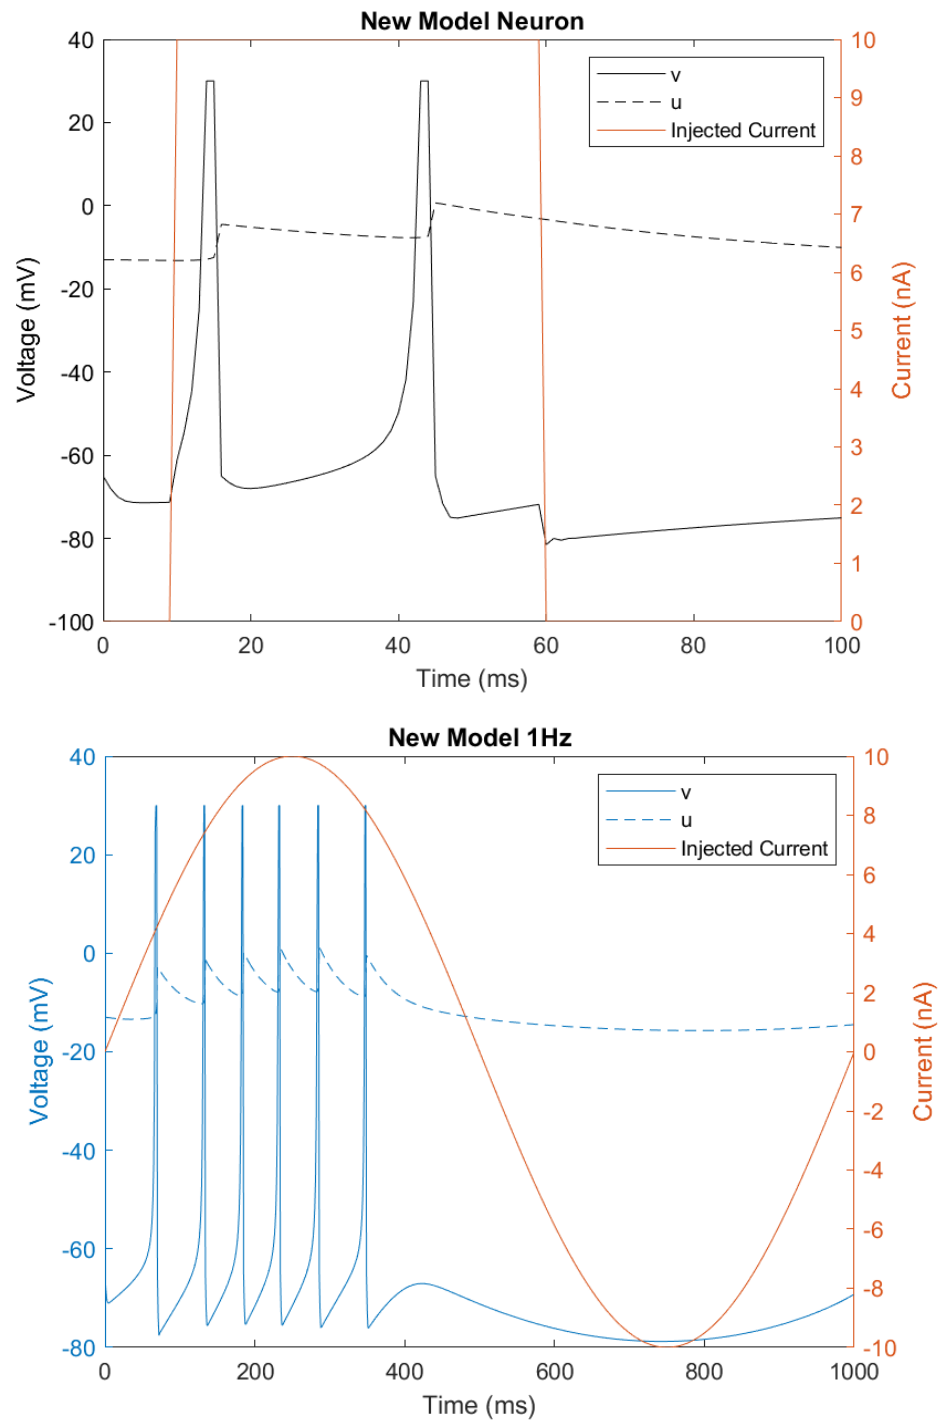 New Model Neuron
40
20
0
-20
-40
-60
-80
-100
Voltage (mV)
v
u
Injected Current
10
9
8
7
6
5
4
3
2
1
0
Current (nA)
0 20 40 60 80 100
Time (ms)
New Model 1Hz
40
20
0
-20
-40
-60
-80
Voltage (mV)
v
u
Injected Current
10
8
6
4
2
0
-2
-4
-6
-8
-10
Current (nA)
0 200 400 600 800 1000
Time (ms)